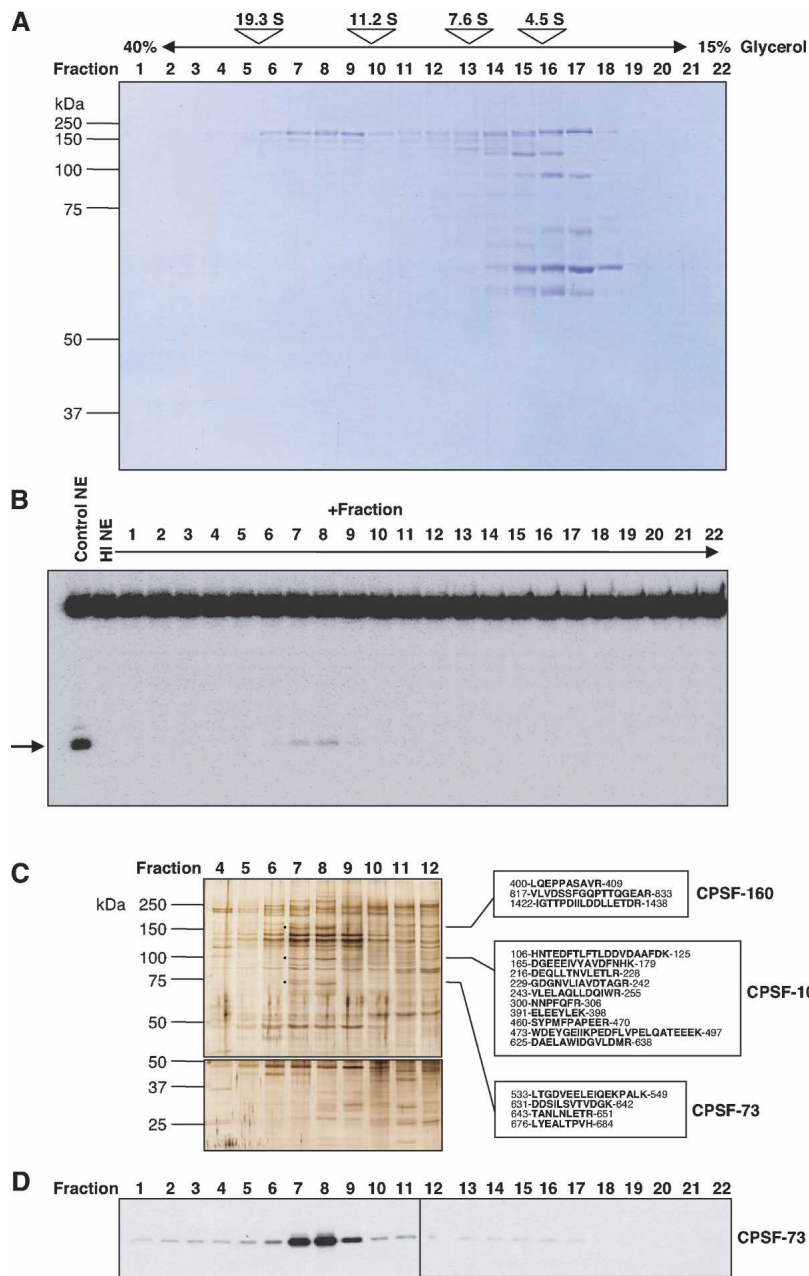 A
19.3 S 11.2 S 7.6 S 4.5 S
40% 15% Glycerol
Fraction 1 2 3 4 5 6 7 8 9 10 11 12 13 14 15 16 17 18 19 20 21 22
kDa
250
150
100
75
50
37
B
Control NE
HI NE
+Fraction
1 2 3 4 5 6 7 8 9 10 11 12 13 14 15 16 17 18 19 20 21 22
C
Fraction 4 5 6 7 8 9 10 11 12
kDa
250
150
100
75
50
50
37
25
400-LQEPPASAVR-409
817-VLVDSSFGQPTTQGEAR-833
1422-IGTTPDIILDDLLETDR-1438
CPSF-160
106-HNTEDFTLFTLDDVDAAFDK-125
165-DGEEEIVYAVDFNHK-179
216-DEQLLTNVLETLR-228
229-GDGNVLIAVDTAGR-242
243-VLELAQLLDQIWR-255
300-NNPFQFR-306
391-ELEEYLEK-398
460-SYPMFPAPEER-470
473-WDEYGEIIKPEDFLVPELQATEEEK-497
625-DAELAWIDGVLDMR-638
CPSF-10
533-LTGDVEELEIQEKPALK-549
631-DDSILSVTVDGK-642
643-TANLNLETR-651
676-LYEALTPVH-684
CPSF-73
D
Fraction 1 2 3 4 5 6 7 8 9 10 11 12 13 14 15 16 17 18 19 20 21 22
CPSF-73